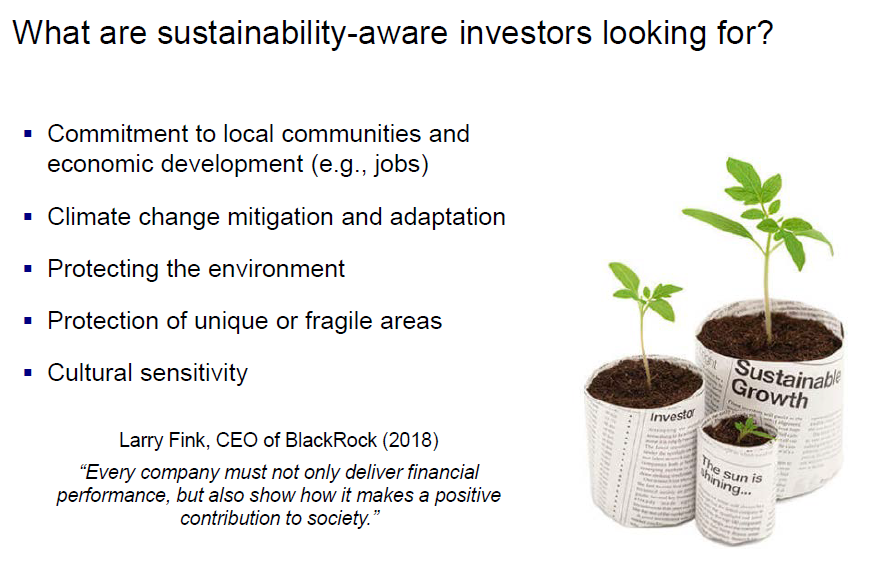 What are sustainability-aware investors looking for?
▪ Commitment to local communities and
economic development (e.g., jobs)
▪ Climate change mitigation and adaptation
▪ Protecting the environment
▪ Protection of unique or fragile areas
▪ Cultural sensitivity
Larry Fink, CEO of BlackRock (2018)
“Every company must not only deliver financial
performance, but also show how it makes a positive
contribution to society.”
Sustainable
Growth
Investor
The sun is
shining...